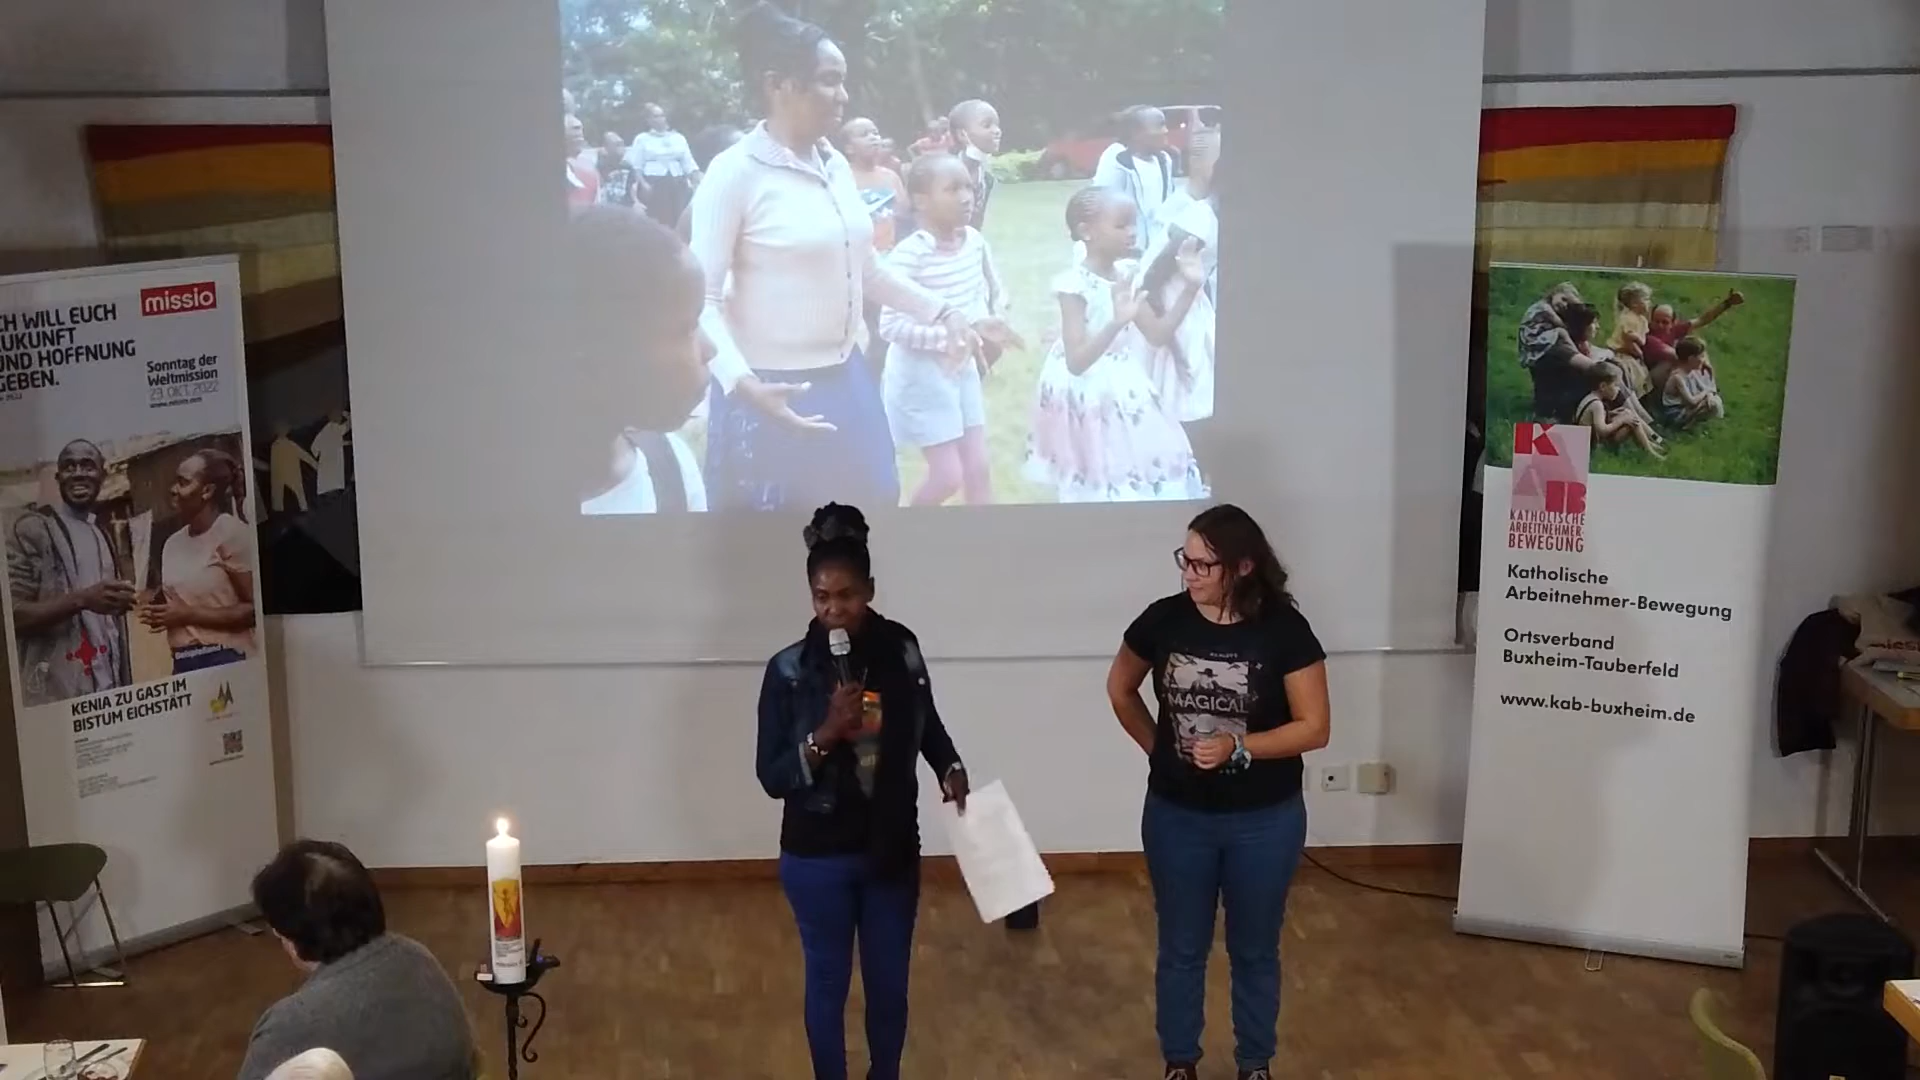 missio
CH WILL EUCH
UKUNFT
UND HOFFNUNG
GEBEN.
Sonntag der
Weltmission
23. OKT. 2022
Beispielland
KENIA ZU GAST IM
BISTUM EICHSTÄTT
MAGICAL
K
A
B
KATHOLISCHE
ARBEITNEHMER-
BEWEGUNG
Katholische
Arbeitnehmer-Bewegung
Ortsverband
Buxheim-Tauberfeld
www.kab-buxheim.de